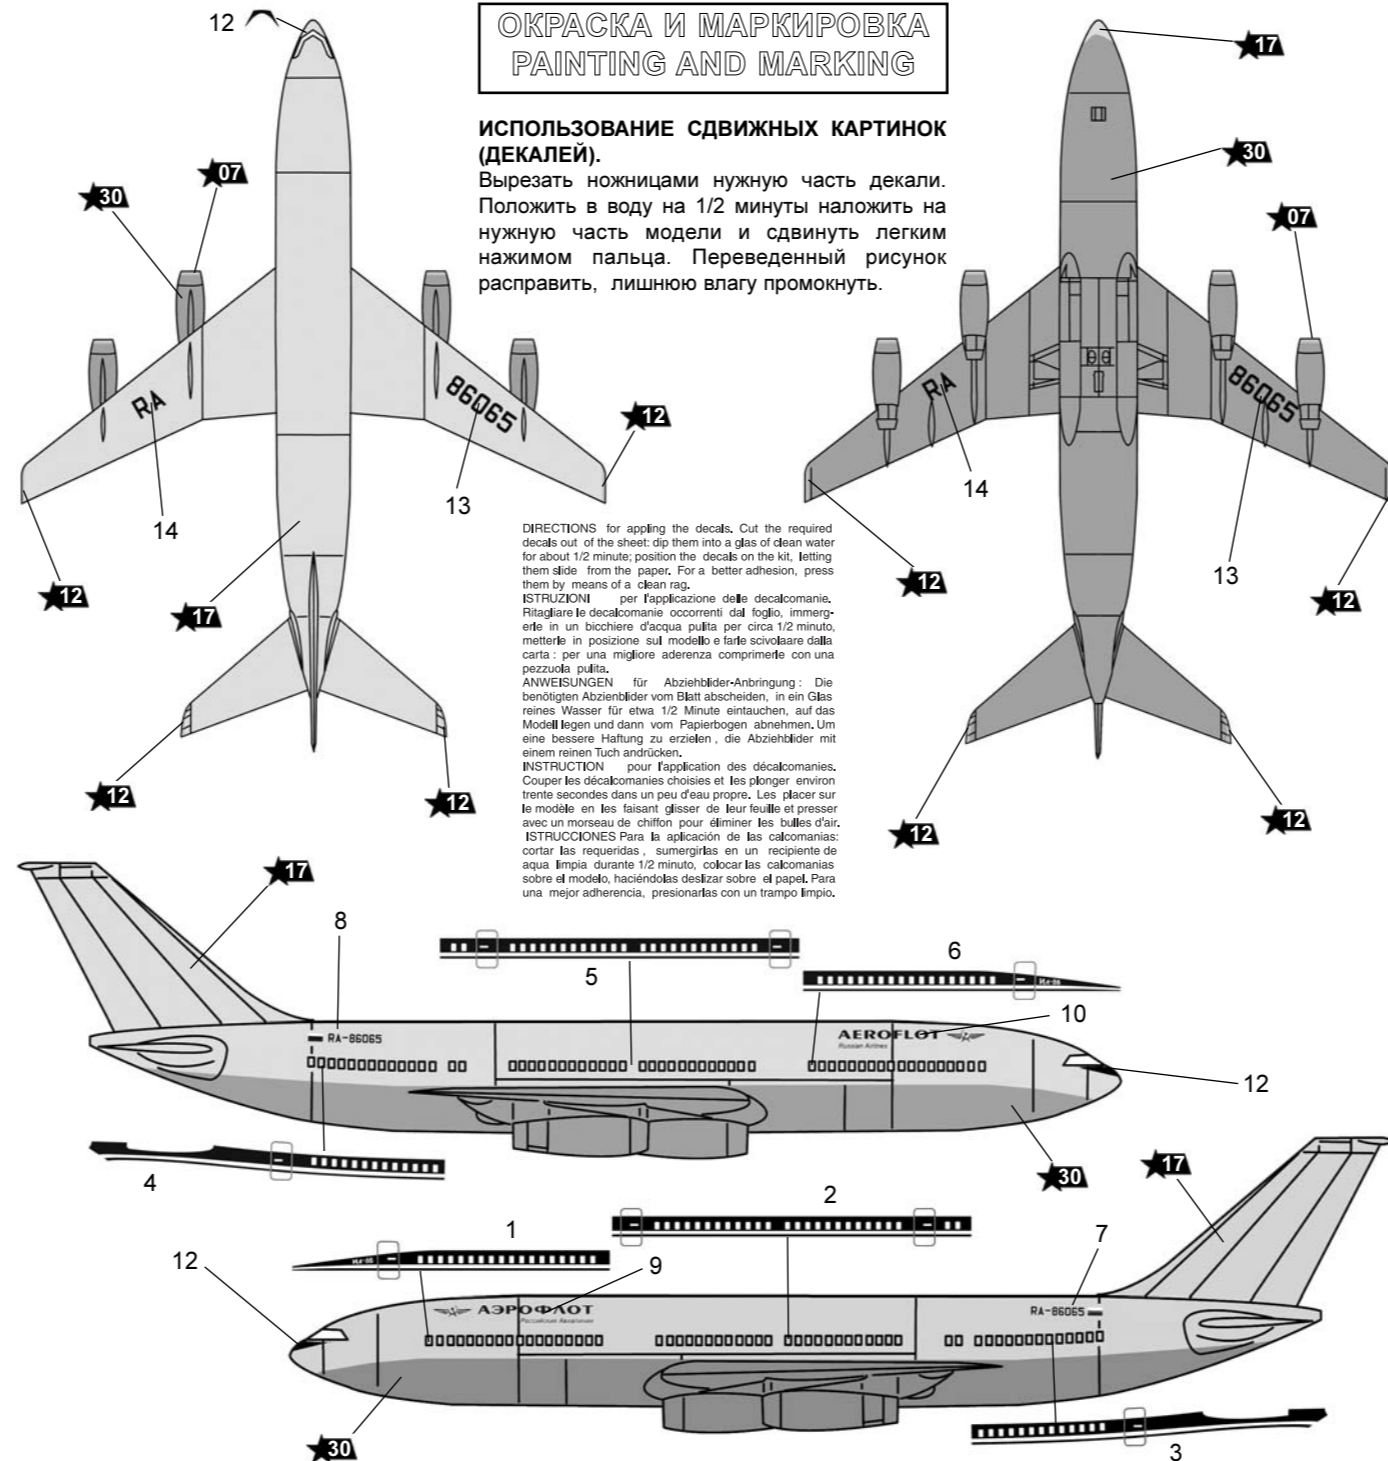 12
ОКРАСКА И МАРКИРОВКА
PAINTING AND MARKING
17
ИСПОЛЬЗОВАНИЕ СДВИЖНЫХ КАРТИНОК
(ДЕКАЛЕЙ).
Вырезать ножницами нужную часть декали.
Положить в воду на 1/2 минуты наложить на
нужную часть модели и сдвинуть легким
нажимом пальца. Переведенный рисунок
расправить, лишнюю влагу промокнуть.
30
07
30
07
RA
86065
12
14
13
12
17
12
12
RA
86065
14
13
12
12
12
12
DIRECTIONS for appling the decals. Cut the required
decals out of the sheet: dip them into a glas of clean water
for about 1/2 minute; position the decals on the kit, letting
them slide from the paper. For a better adhesion, press
them by means of a clean rag.
ISTRUZIONI per l'applicazione delle decalcomanie.
Ritagliare le decalcomanie occorrenti dal foglio, immerg-
erle in un bicchiere d'acqua pulita per circa 1/2 minuto,
metterle in posizione sul modello e farle scivolaare dalla
carta : per una migliore aderenza comprimerle con una
pezzuola pulita.
ANWEISUNGEN für Abziehblider-Anbringung : Die
benötigten Abzienblider vom Blatt abscheiden, in ein Glas
reines Wasser für etwa 1/2 Minute eintauchen, auf das
Modell legen und dann vom Papierbogen abnehmen. Um
eine bessere Haftung zu erzielen , die Abziehblider mit
einem reinen Tuch andrücken.
INSTRUCTION pour l'application des décalcomanies.
Couper les décalcomanies choisies et les plonger environ
trente secondes dans un peu d'eau propre. Les placer sur
le modèle en les faisant glisser de leur feuille et presser
avec un morseau de chiffon pour éliminer les bulles d'air.
ISTRUCCIONES Para la aplicación de las calcomanias:
cortar las requeridas , sumergirlas en un recipiente de
aqua limpia durante 1/2 minuto, colocar las calcomanias
sobre el modelo, haciéndolas deslizar sobre el papel. Para
una mejor adherencia, presionarlas con un trampo limpio.
17
8
5
6
Ил-86
10
RA-86065
AEROFLOT
Russian Airlines
12
4
30
17
2
1
Ил-86
7
12
9
АЭРОФЛОТ
Российские Авиалинии
RA-86065
30
3